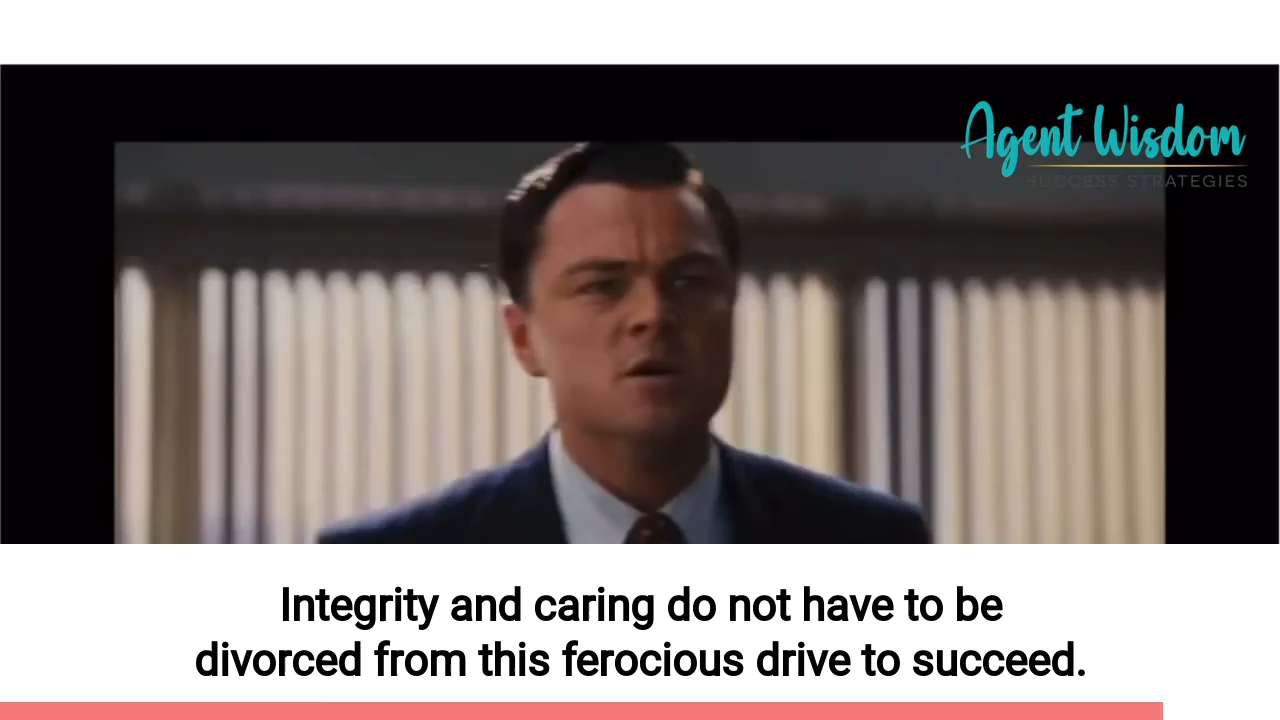 Agent Wisdom
SUCCESS STRATEGIES
Integrity and caring do not have to be
divorced from this ferocious drive to succeed.